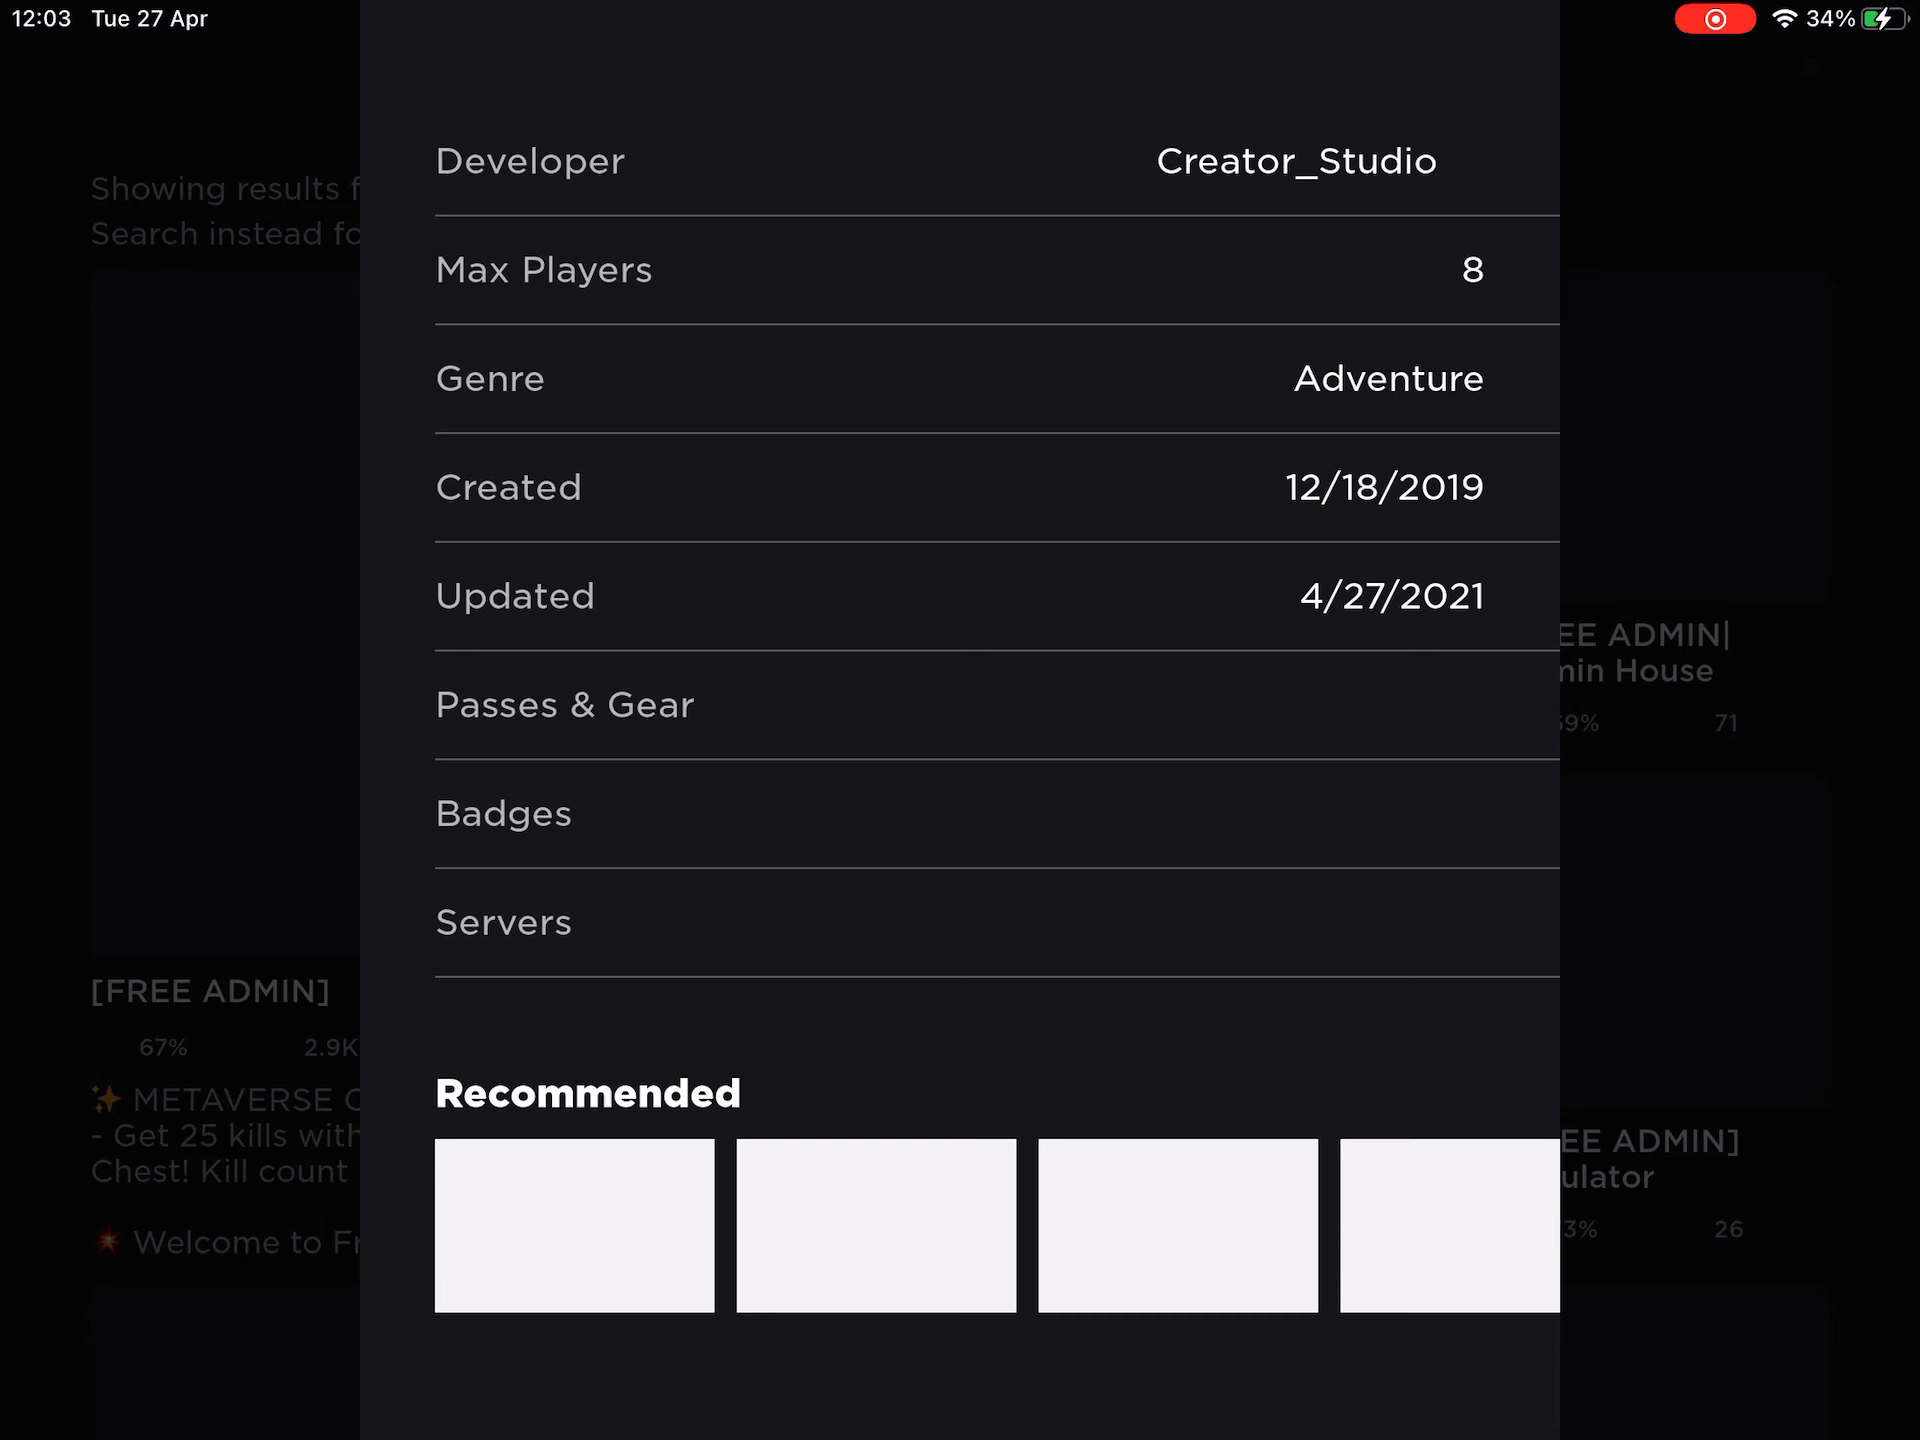 12:03 Tue 27 Apr
34%
Showing results f
Search instead fo
Developer Creator_Studio
Max Players 8
Genre Adventure
Created 12/18/2019
Updated 4/27/2021
Passes & Gear
Badges
Servers
Recommended
[FREE ADMIN]
67% 2.9K
✨ METAVERSE C
- Get 25 kills with
Chest! Kill count
💥 Welcome to Fr
EE ADMIN|
min House
59% 71
EE ADMIN]
ulator
3% 26